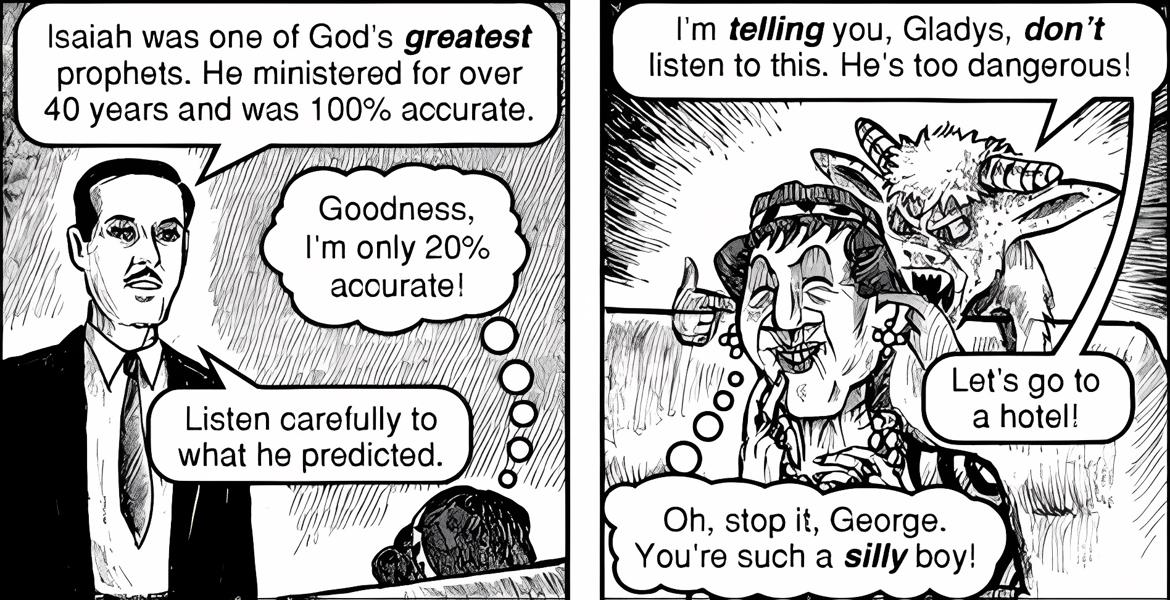 Isaiah was one of God's greatest
prophets. He ministered for over
40 years and was 100% accurate.
Goodness,
I'm only 20%
accurate!
Listen carefully to
what he predicted.
I'm telling you, Gladys, don't
listen to this. He's too dangerous!
Let's go to
a hotel!
Oh, stop it, George.
You're such a silly boy!